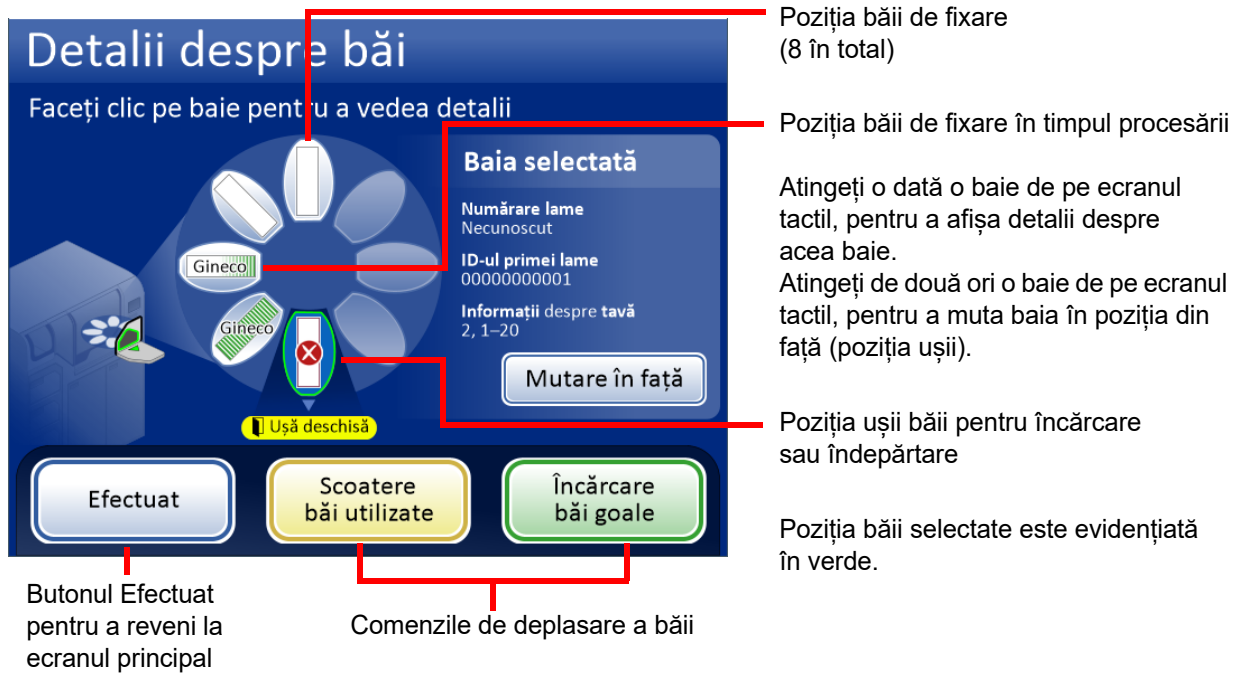 Detalii despre băi
Faceți clic pe baie pentru a vedea detalii
Gineco
Gineco
Ușă deschisă
Baia selectată
Numărare lame
Necunoscut
ID-ul primei lame
00000000001
Informații despre tavă
2, 1–20
Mutare în față
Efectuat
Scoatere
băi utilizate
Încărcare
băi goale
Poziția băii de fixare
(8 în total)
Poziția băii de fixare în timpul procesării
Atingeți o dată o baie de pe ecranul
tactil, pentru a afișa detalii despre
acea baie.
Atingeți de două ori o baie de pe ecranul
tactil, pentru a muta baia în poziția din
față (poziția ușii).
Poziția ușii băii pentru încărcare
sau îndepărtare
Poziția băii selectate este evidențiată
în verde.
Butonul Efectuat
pentru a reveni la
ecranul principal
Comenzile de deplasare a băii